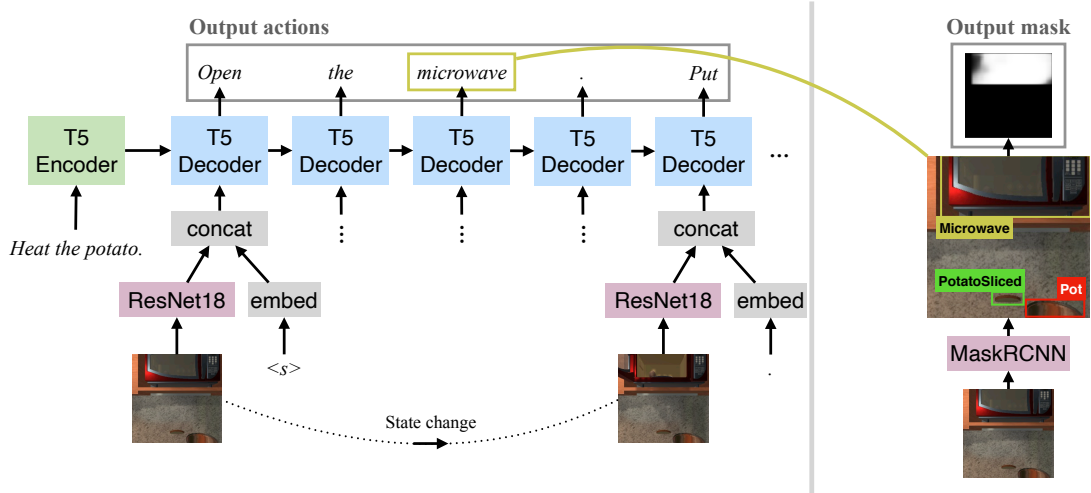 Output actions
Open the microwave . Put
T5 Encoder
T5 Decoder
T5 Decoder
T5 Decoder
T5 Decoder
T5 Decoder
...
concat
concat
Heat the potato.
ResNet18
embed
ResNet18
embed
<s>
.
State change
Output mask
Microwave
PotatoSliced
Pot
MaskRCNN